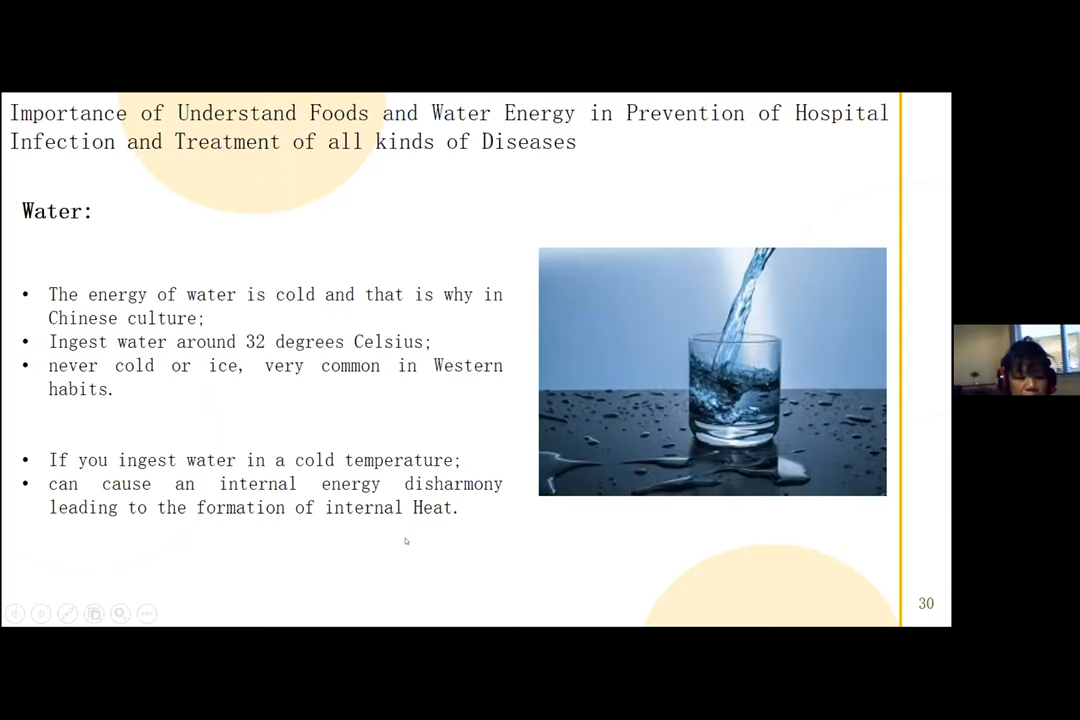 Importance of Understand Foods and Water Energy in Prevention of Hospital
Infection and Treatment of all kinds of Diseases
Water:
• The energy of water is cold and that is why in
Chinese culture;
• Ingest water around 32 degrees Celsius;
• never cold or ice, very common in Western
habits.
• If you ingest water in a cold temperature;
• can cause an internal energy disharmony
leading to the formation of internal Heat.
30